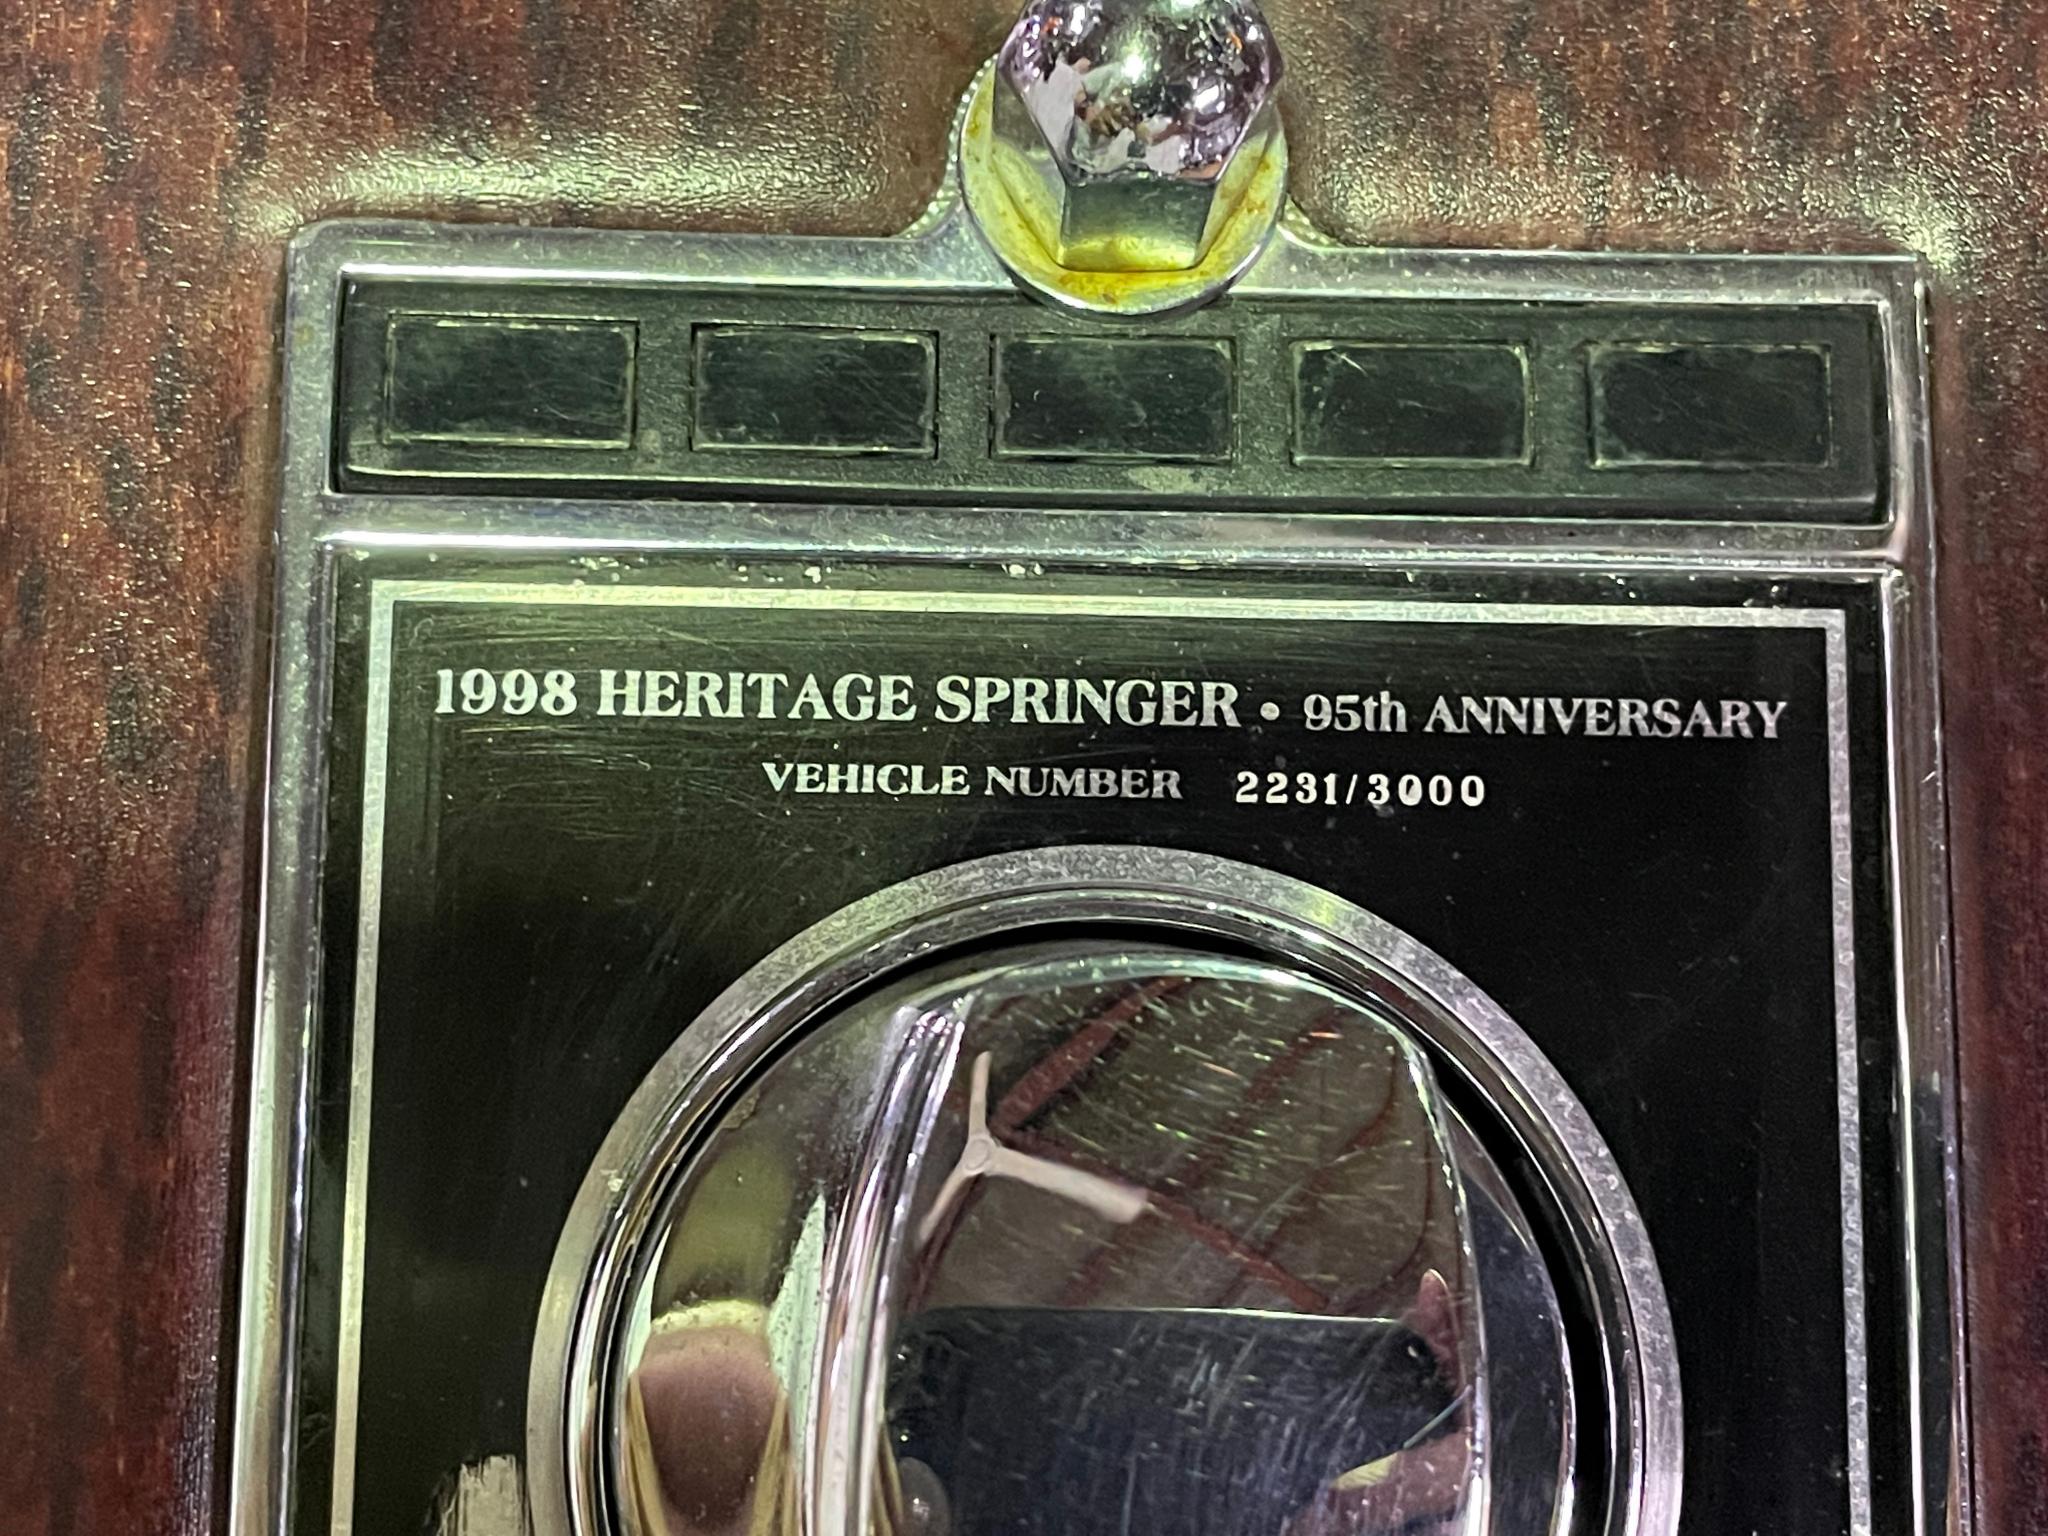 1998 HERITAGE SPRINGER • 95th ANNIVERSARY
VEHICLE NUMBER 2231/3000